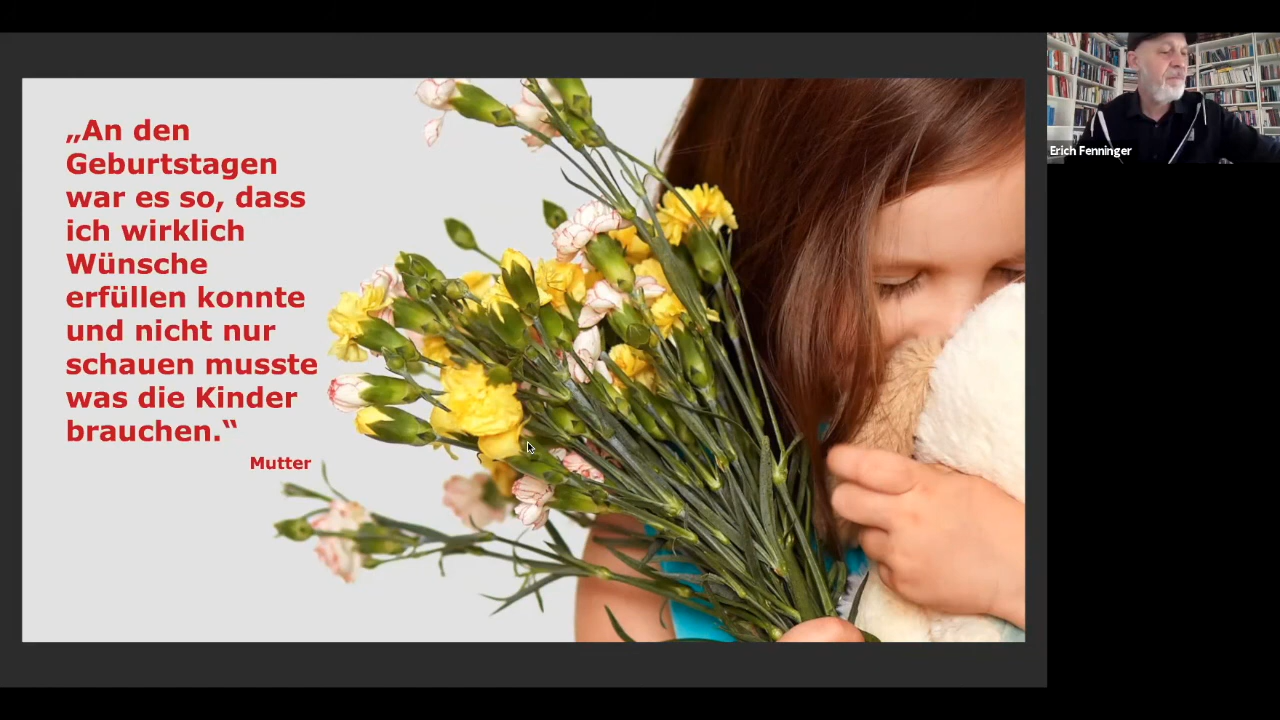 „An den
Geburtstagen
war es so, dass
ich wirklich
Wünsche
erfüllen konnte
und nicht nur
schauen musste
was die Kinder
brauchen.“
Mutter
Erich Fenninger